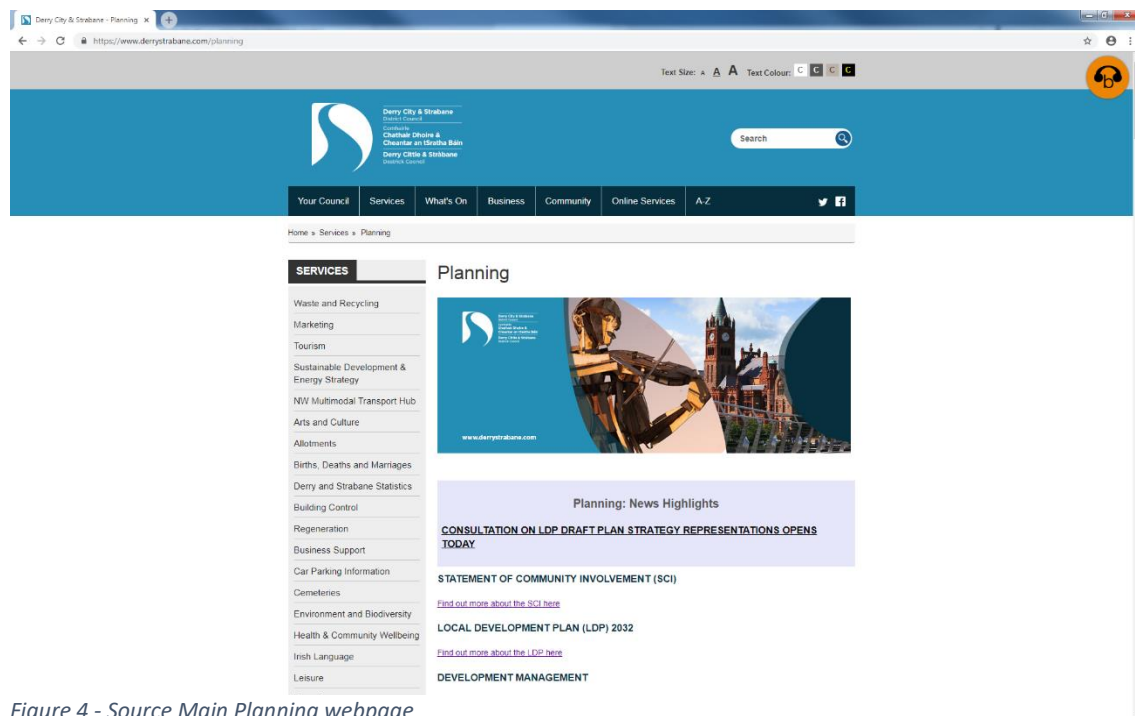 Derry City & Strabane - Planning
https://www.derrystrabane.com/planning
Text Size: A A A Text Colour: C C C C
b
Derry City & Strabane
District Council
Comhairle
Chathair Dhoire &
Cheantar an tSratha Báin
Derry Cittie & Stràbane
Destrick Cooncil
Search
Your Council Services What's On Business Community Online Services A-Z
Home » Services » Planning
SERVICES
Waste and Recycling
Marketing
Tourism
Sustainable Development &
Energy Strategy
NW Multimodal Transport Hub
Arts and Culture
Allotments
Births, Deaths and Marriages
Derry and Strabane Statistics
Building Control
Regeneration
Business Support
Car Parking Information
Cemeteries
Environment and Biodiversity
Health & Community Wellbeing
Irish Language
Leisure
Planning
www.derrystrabane.com
Planning: News Highlights
CONSULTATION ON LDP DRAFT PLAN STRATEGY REPRESENTATIONS OPENS
TODAY
STATEMENT OF COMMUNITY INVOLVEMENT (SCI)
Find out more about the SCI here
LOCAL DEVELOPMENT PLAN (LDP) 2032
Find out more about the LDP here
DEVELOPMENT MANAGEMENT
Figure 4 - Source Main Planning webpage